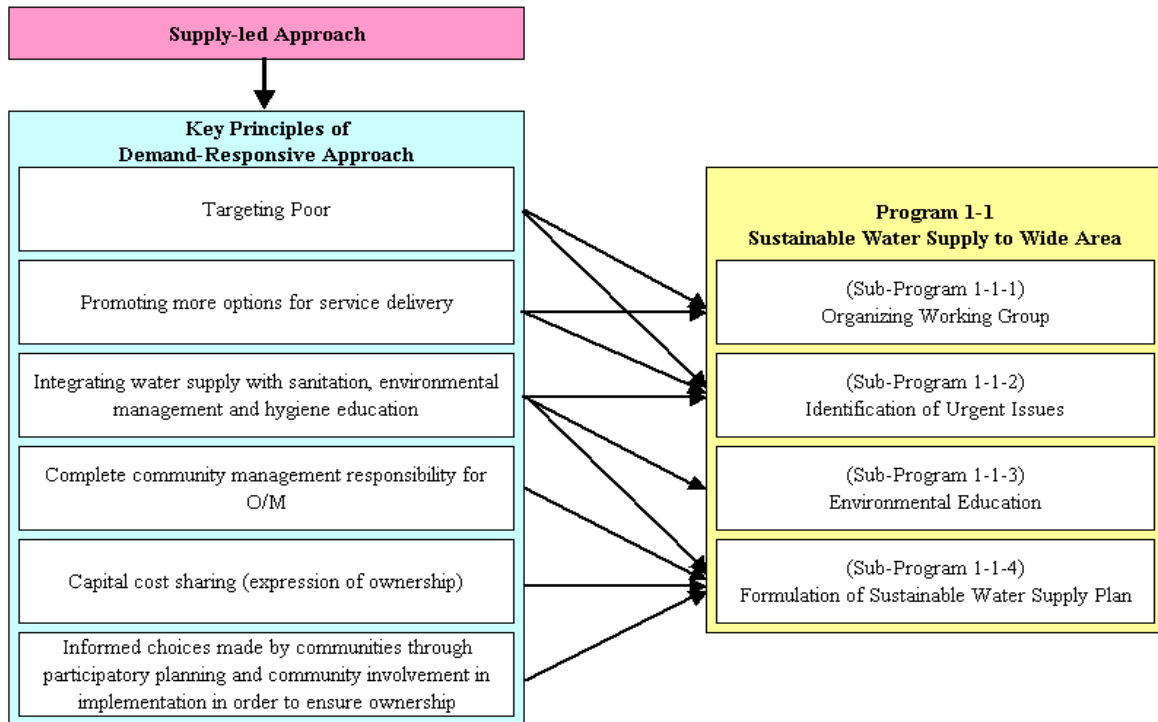 Supply-led Approach
Key Principles of
Demand-Responsive Approach
Targeting Poor
Promoting more options for service delivery
Integrating water supply with sanitation, environmental
management and hygiene education
Complete community management responsibility for
O/M
Capital cost sharing (expression of ownership)
Informed choices made by communities through
participatory planning and community involvement in
implementation in order to ensure ownership
Program 1-1
Sustainable Water Supply to Wide Area
(Sub-Program 1-1-1)
Organizing Working Group
(Sub-Program 1-1-2)
Identification of Urgent Issues
(Sub-Program 1-1-3)
Environmental Education
(Sub-Program 1-1-4)
Formulation of Sustainable Water Supply Plan